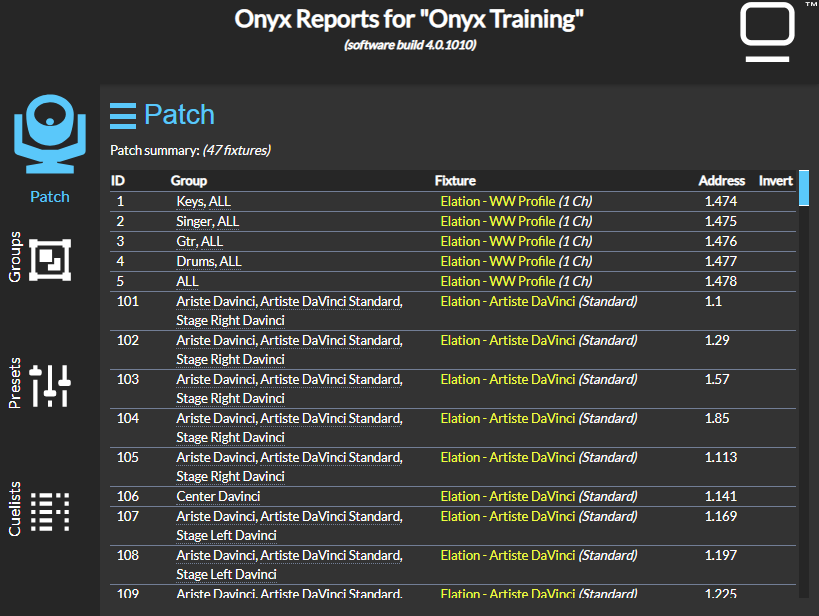 Onyx Reports for "Onyx Training"
(software build 4.0.1010)
TM
Patch
Patch summary: (47 fixtures)
ID Group Fixture Address Invert
1 Keys, ALL Elation - WW Profile (1 Ch) 1.474
2 Singer, ALL Elation - WW Profile (1 Ch) 1.475
3 Gtr, ALL Elation - WW Profile (1 Ch) 1.476
4 Drums, ALL Elation - WW Profile (1 Ch) 1.477
5 ALL Elation - WW Profile (1 Ch) 1.478
101 Ariste Davinci, Artiste DaVinci Standard, Elation - Artiste DaVinci (Standard) 1.1
Stage Right Davinci
102 Ariste Davinci, Artiste DaVinci Standard, Elation - Artiste DaVinci (Standard) 1.29
Stage Right Davinci
103 Ariste Davinci, Artiste DaVinci Standard, Elation - Artiste DaVinci (Standard) 1.57
Stage Right Davinci
104 Ariste Davinci, Artiste DaVinci Standard, Elation - Artiste DaVinci (Standard) 1.85
Stage Right Davinci
105 Ariste Davinci, Artiste DaVinci Standard, Elation - Artiste DaVinci (Standard) 1.113
Stage Right Davinci
106 Center Davinci Elation - Artiste DaVinci (Standard) 1.141
107 Ariste Davinci, Artiste DaVinci Standard, Elation - Artiste DaVinci (Standard) 1.169
Stage Left Davinci
108 Ariste Davinci, Artiste DaVinci Standard, Elation - Artiste DaVinci (Standard) 1.197
Stage Left Davinci
109 Ariste Davinci, Artiste DaVinci Standard, Elation - Artiste DaVinci (Standard) 1.225
Patch
Groups
Presets
Cuelists